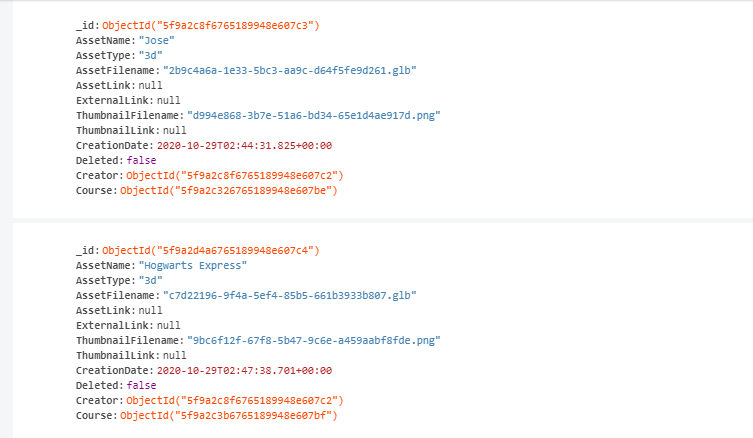 _id: ObjectId("5f9a2c8f6765189948e607c3")
AssetName: "Jose"
AssetType: "3d"
AssetFilename: "2b9c4a6a-1e33-5bc3-aa9c-d64f5fe9d261.glb"
AssetLink: null
ExternalLink: null
ThumbnailFilename: "d994e868-3b7e-51a6-bd34-65e1d4ae917d.png"
ThumbnailLink: null
CreationDate: 2020-10-29T02:44:31.825+00:00
Deleted: false
Creator: ObjectId("5f9a2c8f6765189948e607c2")
Course: ObjectId("5f9a2c326765189948e607be")
_id: ObjectId("5f9a2d4a6765189948e607c4")
AssetName: "Hogwarts Express"
AssetType: "3d"
AssetFilename: "c7d22196-9f4a-5ef4-85b5-661b3933b807.glb"
AssetLink: null
ExternalLink: null
ThumbnailFilename: "9bc6f12f-67f8-5b47-9c6e-a459aabf8fde.png"
ThumbnailLink: null
CreationDate: 2020-10-29T02:47:38.701+00:00
Deleted: false
Creator: ObjectId("5f9a2c8f6765189948e607c2")
Course: ObjectId("5f9a2c3b6765189948e607bf")